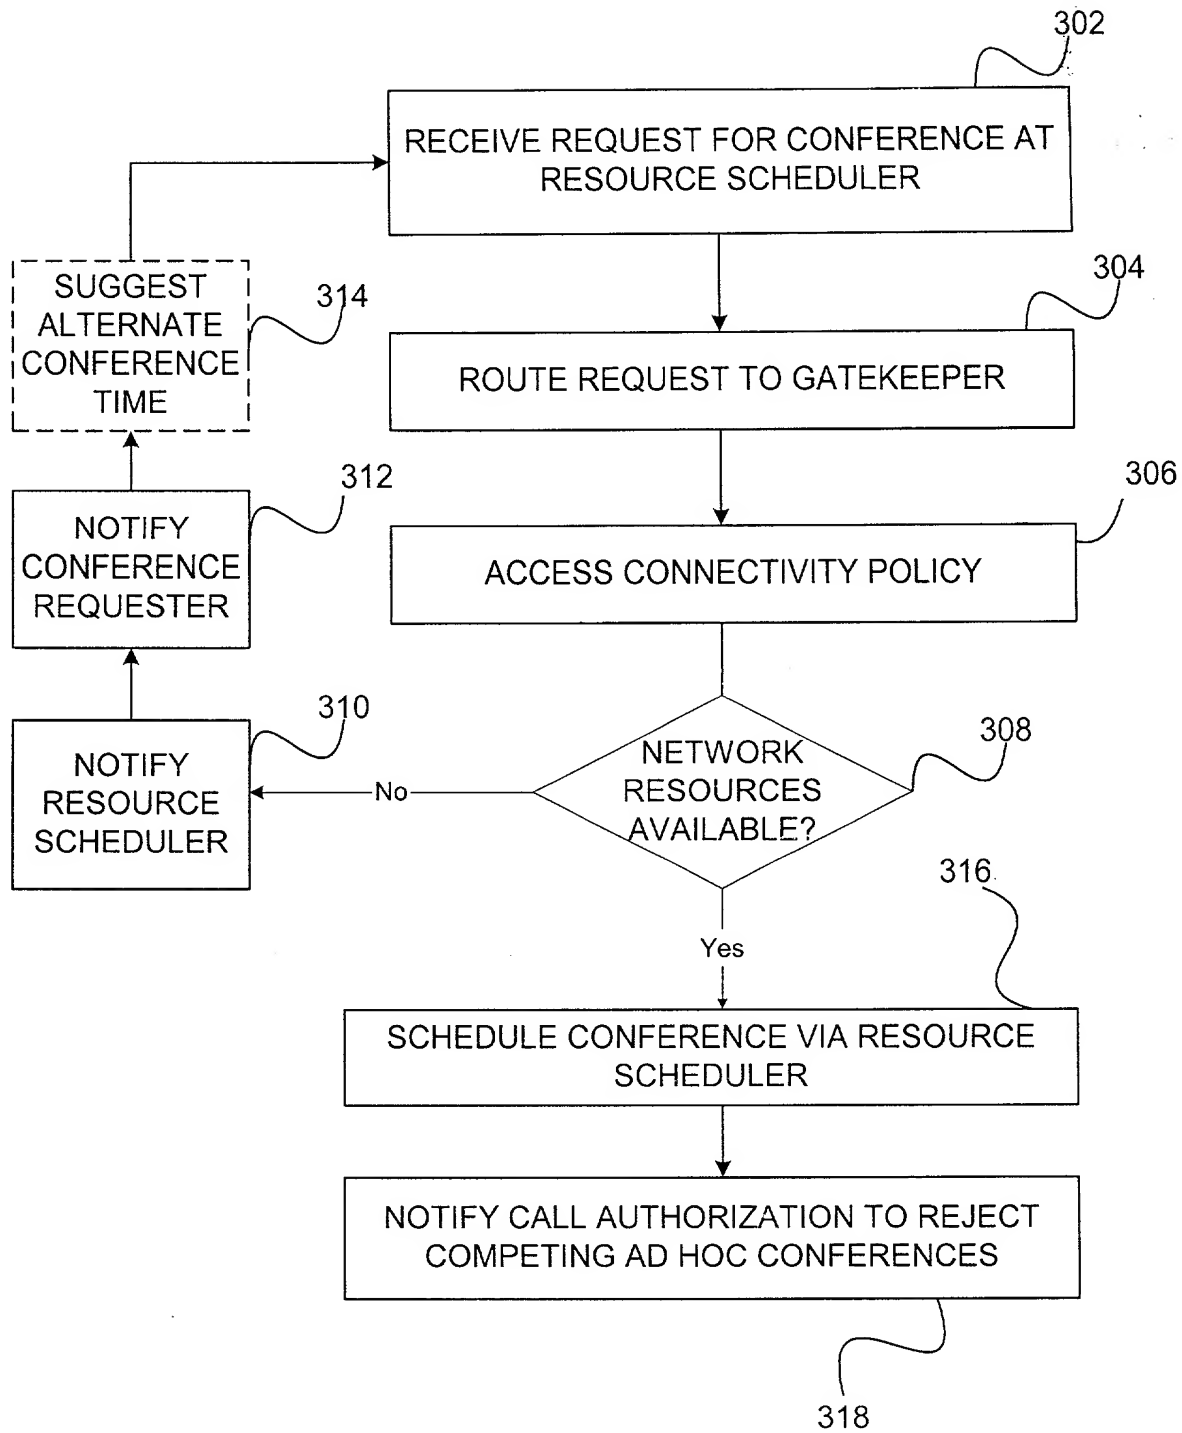 302
RECEIVE REQUEST FOR CONFERENCE AT
RESOURCE SCHEDULER
304
ROUTE REQUEST TO GATEKEEPER
306
ACCESS CONNECTIVITY POLICY
308
NETWORK
RESOURCES
AVAILABLE?
No
310
NOTIFY
RESOURCE
SCHEDULER
312
NOTIFY
CONFERENCE
REQUESTER
314
SUGGEST
ALTERNATE
CONFERENCE
TIME
Yes
316
SCHEDULE CONFERENCE VIA RESOURCE
SCHEDULER
NOTIFY CALL AUTHORIZATION TO REJECT
COMPETING AD HOC CONFERENCES
318